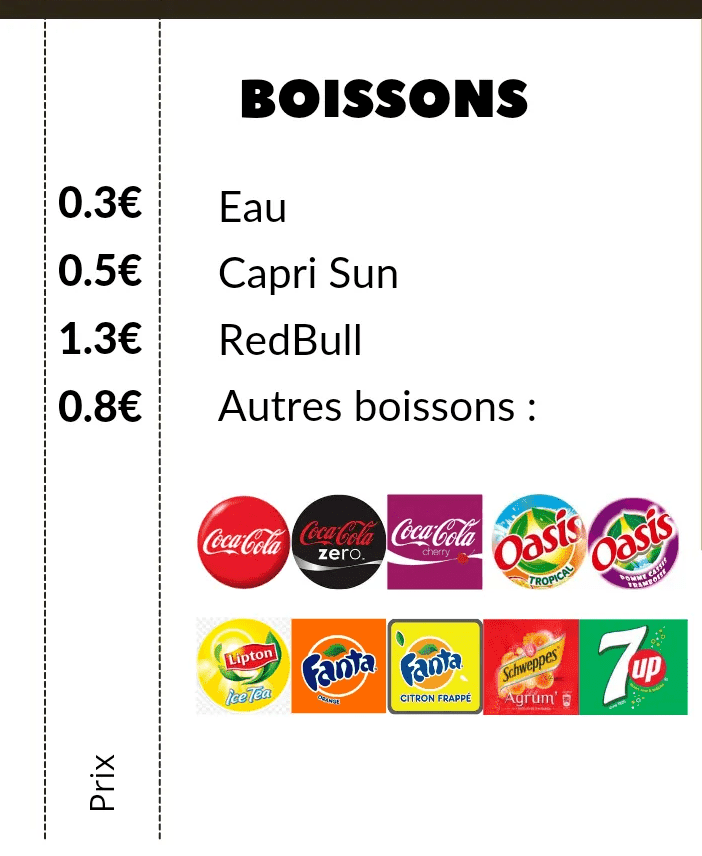 BOISSONS
0.3€ Eau
0.5€ Capri Sun
1.3€ RedBull
0.8€ Autres boissons :
Coca-Cola
Coca-Cola
zero.
Coca-Cola
cherry
Oasis
TROPICAL
Oasis
POMME CASSIS
FRAMBOISE
Lipton
Ice Tea
Fanta
ORANGE
Fanta
CITRON FRAPPÉ
Schweppes
Agrum'
7up
Prix